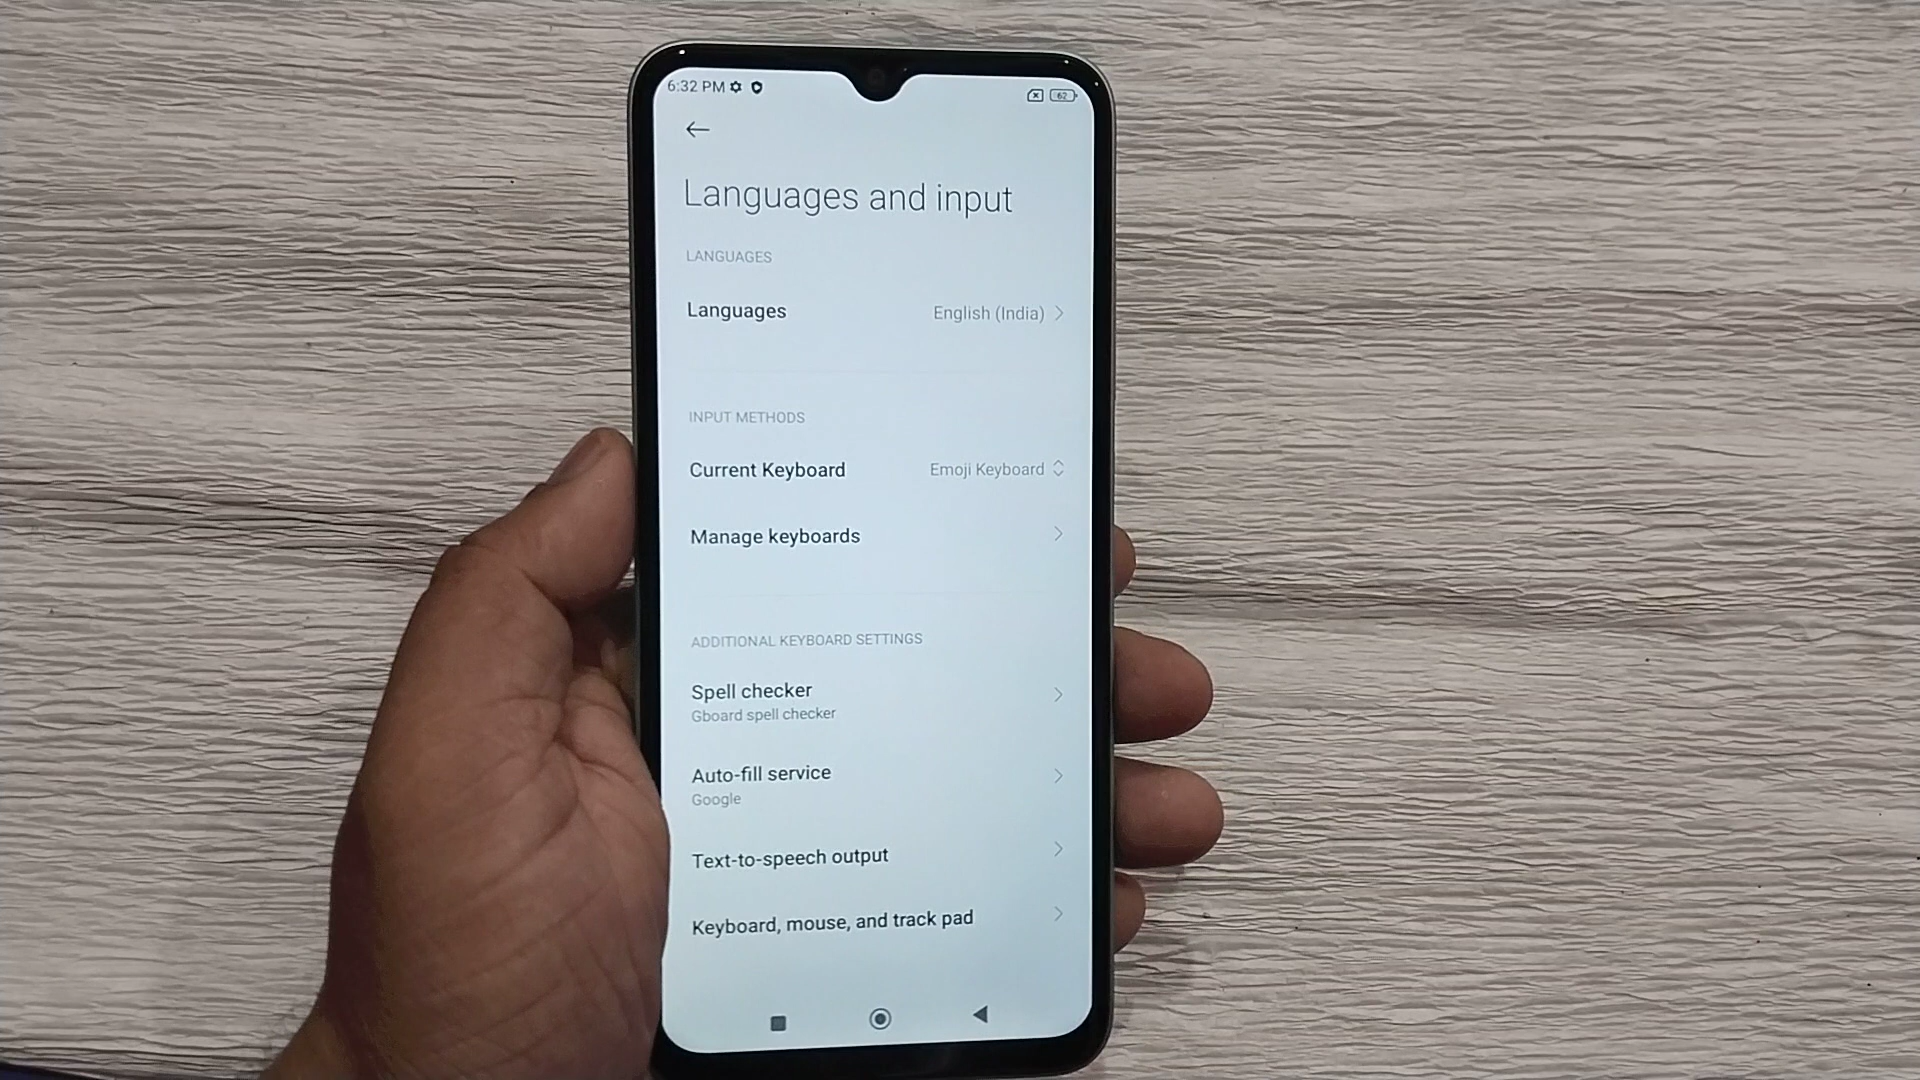 6:32 PM
62
Languages and input
LANGUAGES
Languages English (India)
INPUT METHODS
Current Keyboard Emoji Keyboard
Manage keyboards
ADDITIONAL KEYBOARD SETTINGS
Spell checker
Gboard spell checker
Auto-fill service
Google
Text-to-speech output
Keyboard, mouse, and track pad